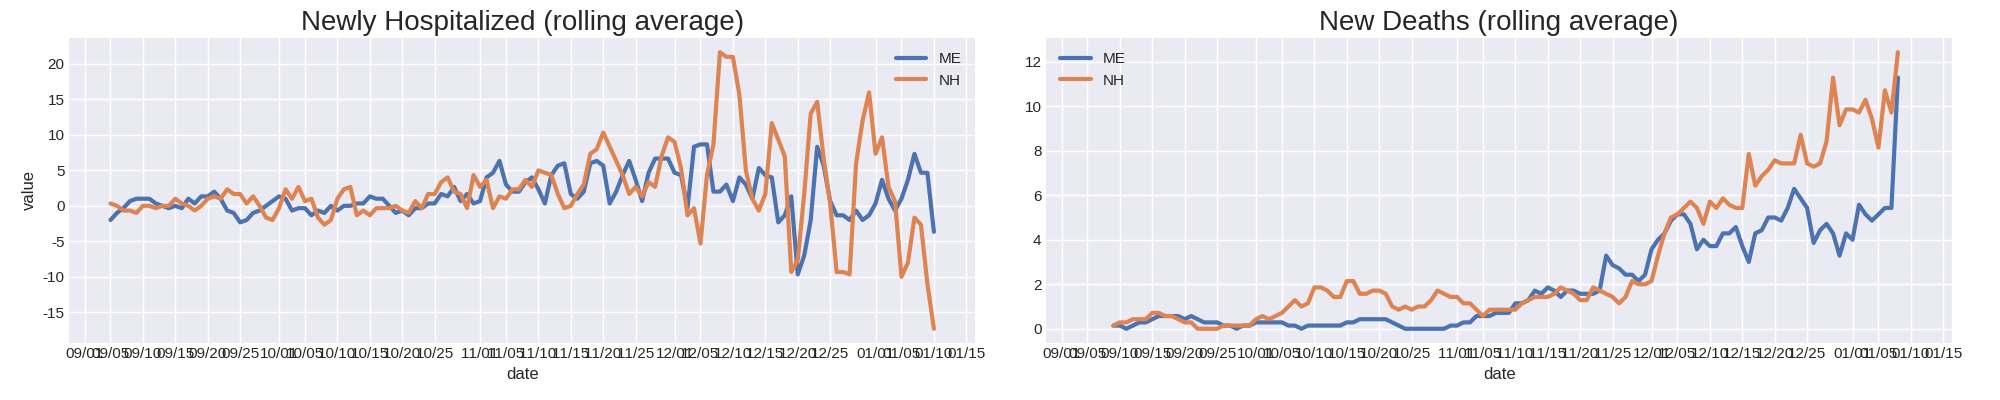 Newly Hospitalized (rolling average)
20
15
10
5
0
-5
-10
-15
value
ME
NH
09/01 09/05 09/10 09/15 09/20 09/25 10/01 10/05 10/10 10/15 10/20 10/25 11/01 11/05 11/10 11/15 11/20 11/25 12/01 12/05 12/10 12/15 12/20 12/25 01/01 01/05 01/10 01/15
date
New Deaths (rolling average)
12
10
8
6
4
2
0
ME
NH
09/01 09/05 09/10 09/15 09/20 09/25 10/01 10/05 10/10 10/15 10/20 10/25 11/01 11/05 11/10 11/15 11/20 11/25 12/01 12/05 12/10 12/15 12/20 12/25 01/01 01/05 01/10 01/15
date